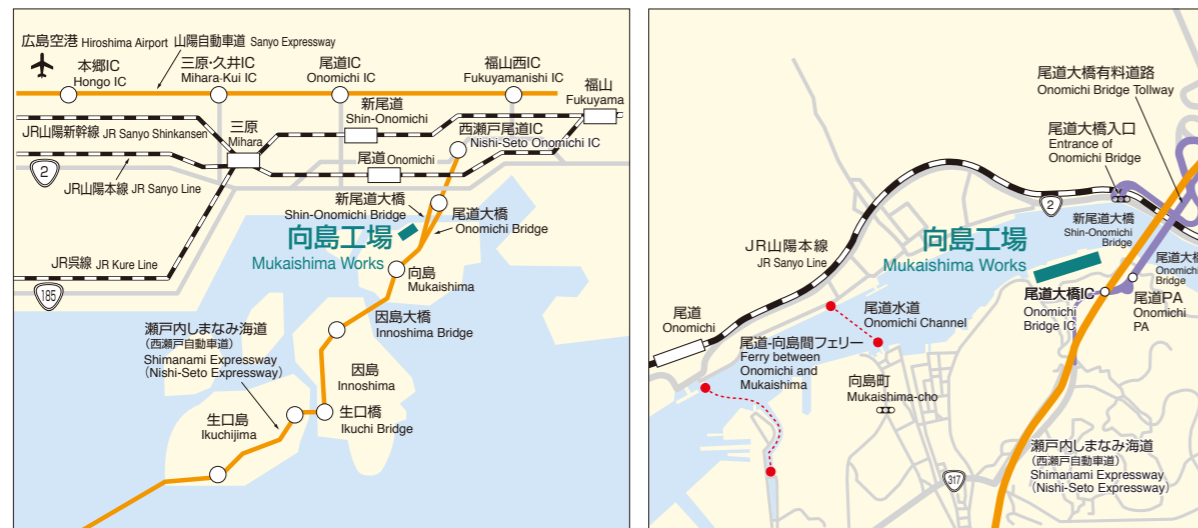 広島空港 Hiroshima Airport 山陽自動車道 Sanyo Expressway
本郷IC
Hongo IC
三原・久井IC
Mihara-Kui IC
尾道IC
Onomichi IC
福山西IC
Fukuyamanishi IC
福山
Fukuyama
新尾道
Shin-Onomichi
JR山陽新幹線 JR Sanyo Shinkansen
三原
Mihara
西瀬戸尾道IC
Nishi-Seto Onomichi IC
尾道 Onomichi
2
JR山陽本線 JR Sanyo Line
新尾道大橋
Shin-Onomichi Bridge
尾道大橋
Onomichi Bridge
向島工場
Mukaishima Works
JR呉線 JR Kure Line
185
向島
Mukaishima
因島大橋
Innoshima Bridge
瀬戸内しまなみ海道
(西瀬戸自動車道)
Shimanami Expressway
(Nishi-Seto Expressway)
因島
Innoshima
生口島
Ikuchijima
生口橋
Ikuchi Bridge
尾道大橋有料道路
Onomichi Bridge Tollway
尾道大橋入口
Entrance of
Onomichi Bridge
2
新尾道大橋
Shin-Onomichi
Bridge
JR山陽本線
JR Sanyo Line
向島工場
Mukaishima Works
尾道大橋
Onomichi
Bridge
尾道大橋IC
Onomichi
Bridge IC
尾道PA
Onomichi
PA
尾道
Onomichi
尾道水道
Onomichi Channel
尾道-向島間フェリー
Ferry between
Onomichi and
Mukaishima
向島町
Mukaishima-cho
瀬戸内しまなみ海道
(西瀬戸自動車道)
Shimanami Expressway
(Nishi-Seto Expressway)
317